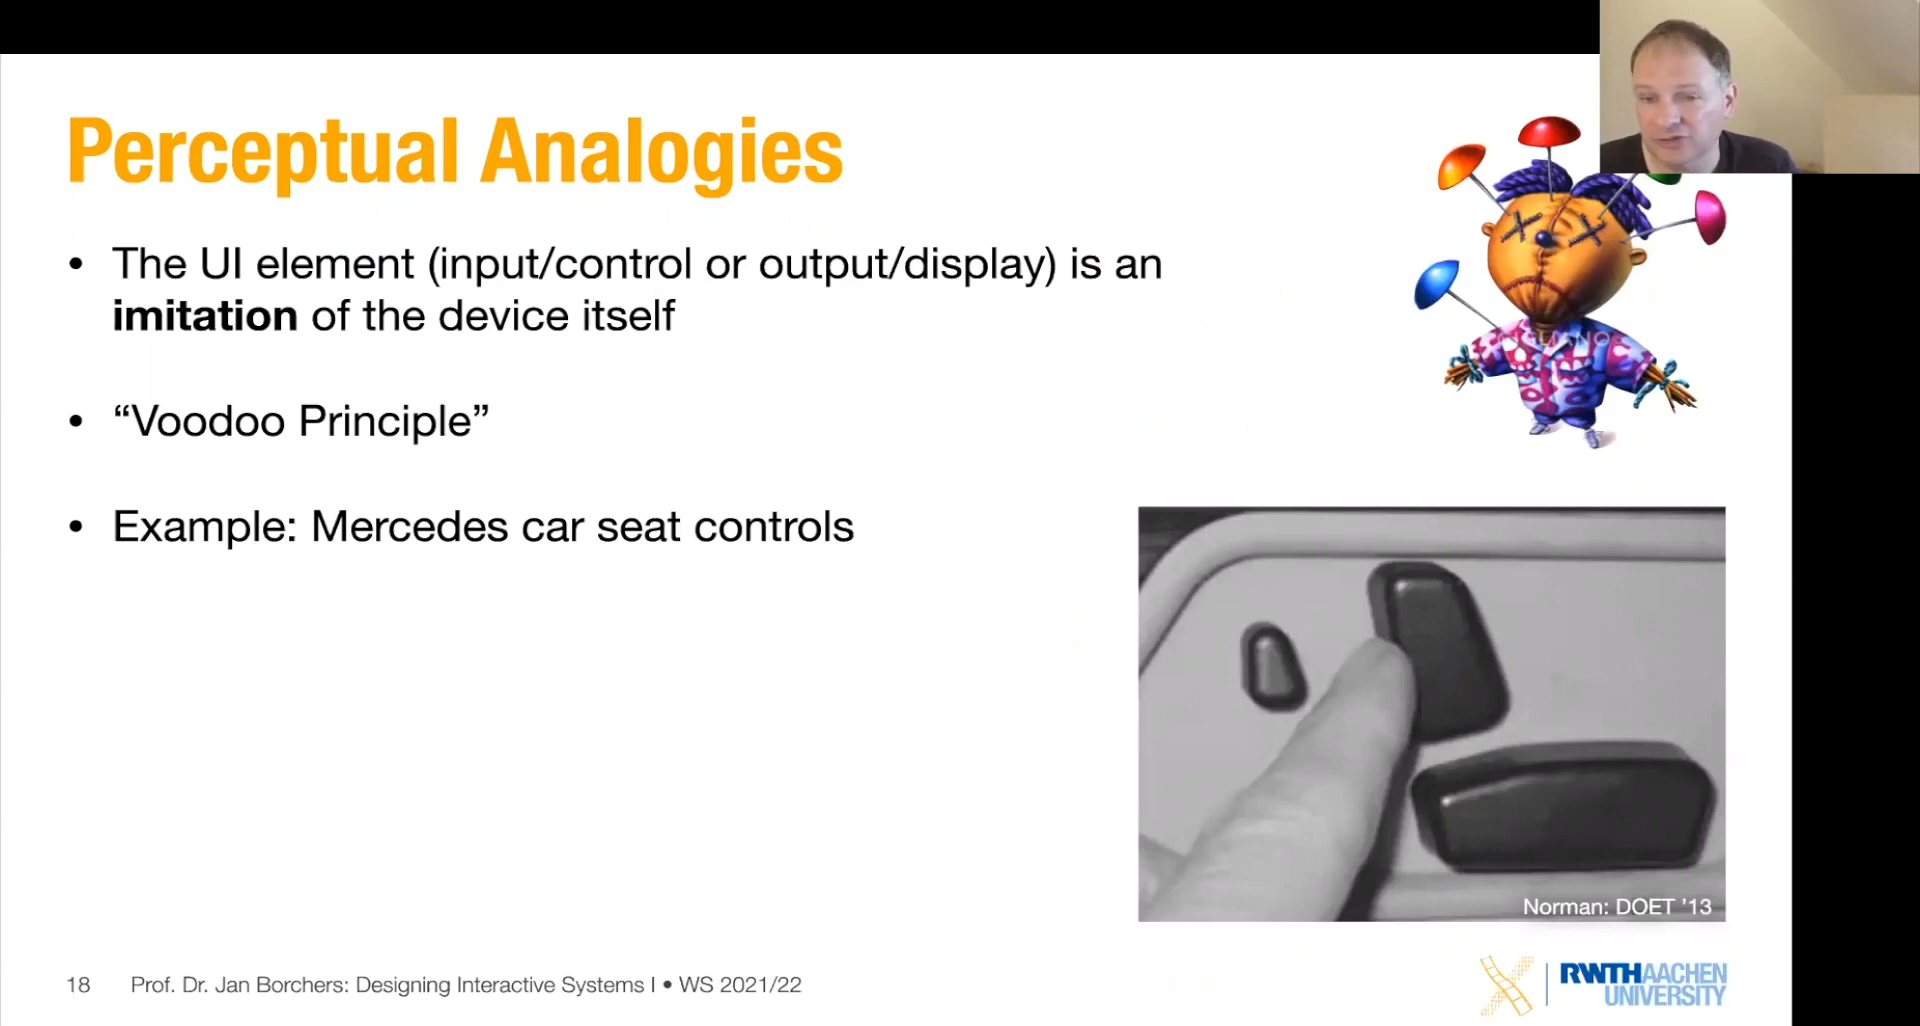 Perceptual Analogies
• The UI element (input/control or output/display) is an
imitation of the device itself
• “Voodoo Principle”
• Example: Mercedes car seat controls
Norman: DOET ’13
18 Prof. Dr. Jan Borchers: Designing Interactive Systems I • WS 2021/22
RWTHAACHEN
UNIVERSITY